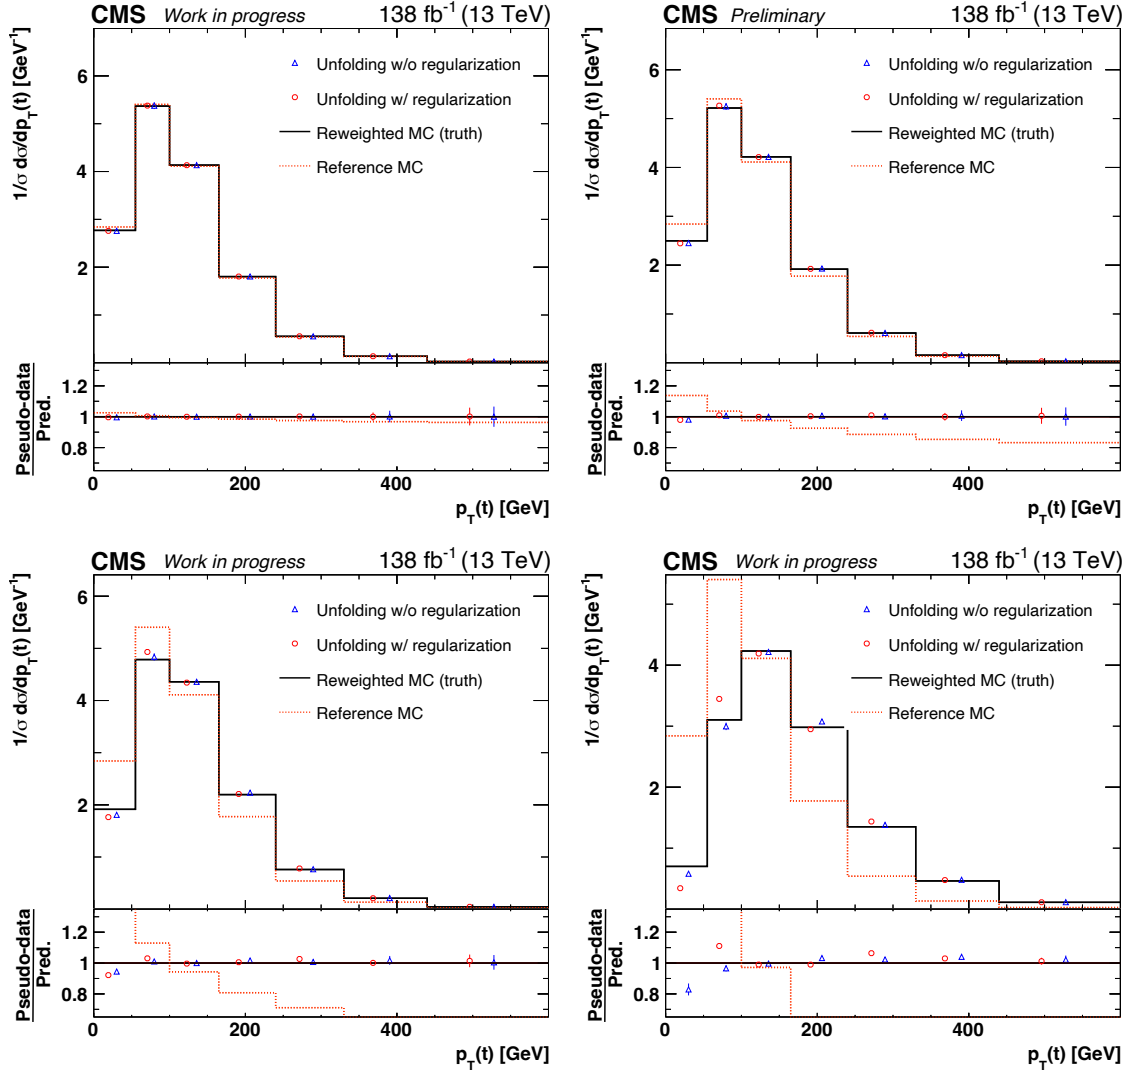 CMS Work in progress 138 fb⁻¹ (13 TeV)
1/σ dσ/dp_T(t) [GeV⁻¹]
6
4
2
Unfolding w/o regularization
Unfolding w/ regularization
Reweighted MC (truth)
Reference MC
Pseudo-data
Pred.
1.2
1
0.8
0 200 400
p_T(t) [GeV]
CMS Preliminary 138 fb⁻¹ (13 TeV)
1/σ dσ/dp_T(t) [GeV⁻¹]
6
4
2
Unfolding w/o regularization
Unfolding w/ regularization
Reweighted MC (truth)
Reference MC
Pseudo-data
Pred.
1.2
1
0.8
0 200 400
p_T(t) [GeV]
CMS Work in progress 138 fb⁻¹ (13 TeV)
1/σ dσ/dp_T(t) [GeV⁻¹]
6
4
2
Unfolding w/o regularization
Unfolding w/ regularization
Reweighted MC (truth)
Reference MC
Pseudo-data
Pred.
1.2
1
0.8
0 200 400
p_T(t) [GeV]
CMS Work in progress 138 fb⁻¹ (13 TeV)
1/σ dσ/dp_T(t) [GeV⁻¹]
4
2
Unfolding w/o regularization
Unfolding w/ regularization
Reweighted MC (truth)
Reference MC
Pseudo-data
Pred.
1.2
1
0.8
0 200 400
p_T(t) [GeV]